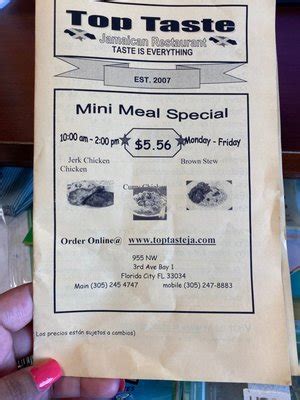 Top Taste
Jamaican Restaurant
TASTE IS EVERYTHING
EST. 2007
Mini Meal Special
10:00 am - 2:00 pm $5.56 Monday - Friday
Jerk Chicken Brown Stew
Chicken
Curry Chicken
Order Online@ www.toptasteja.com
955 NW
3rd Ave Bay 1
Florida City FL 33034
Main (305) 245 4747 mobile (305) 247-8883
(Los precios están sujetos a cambios)